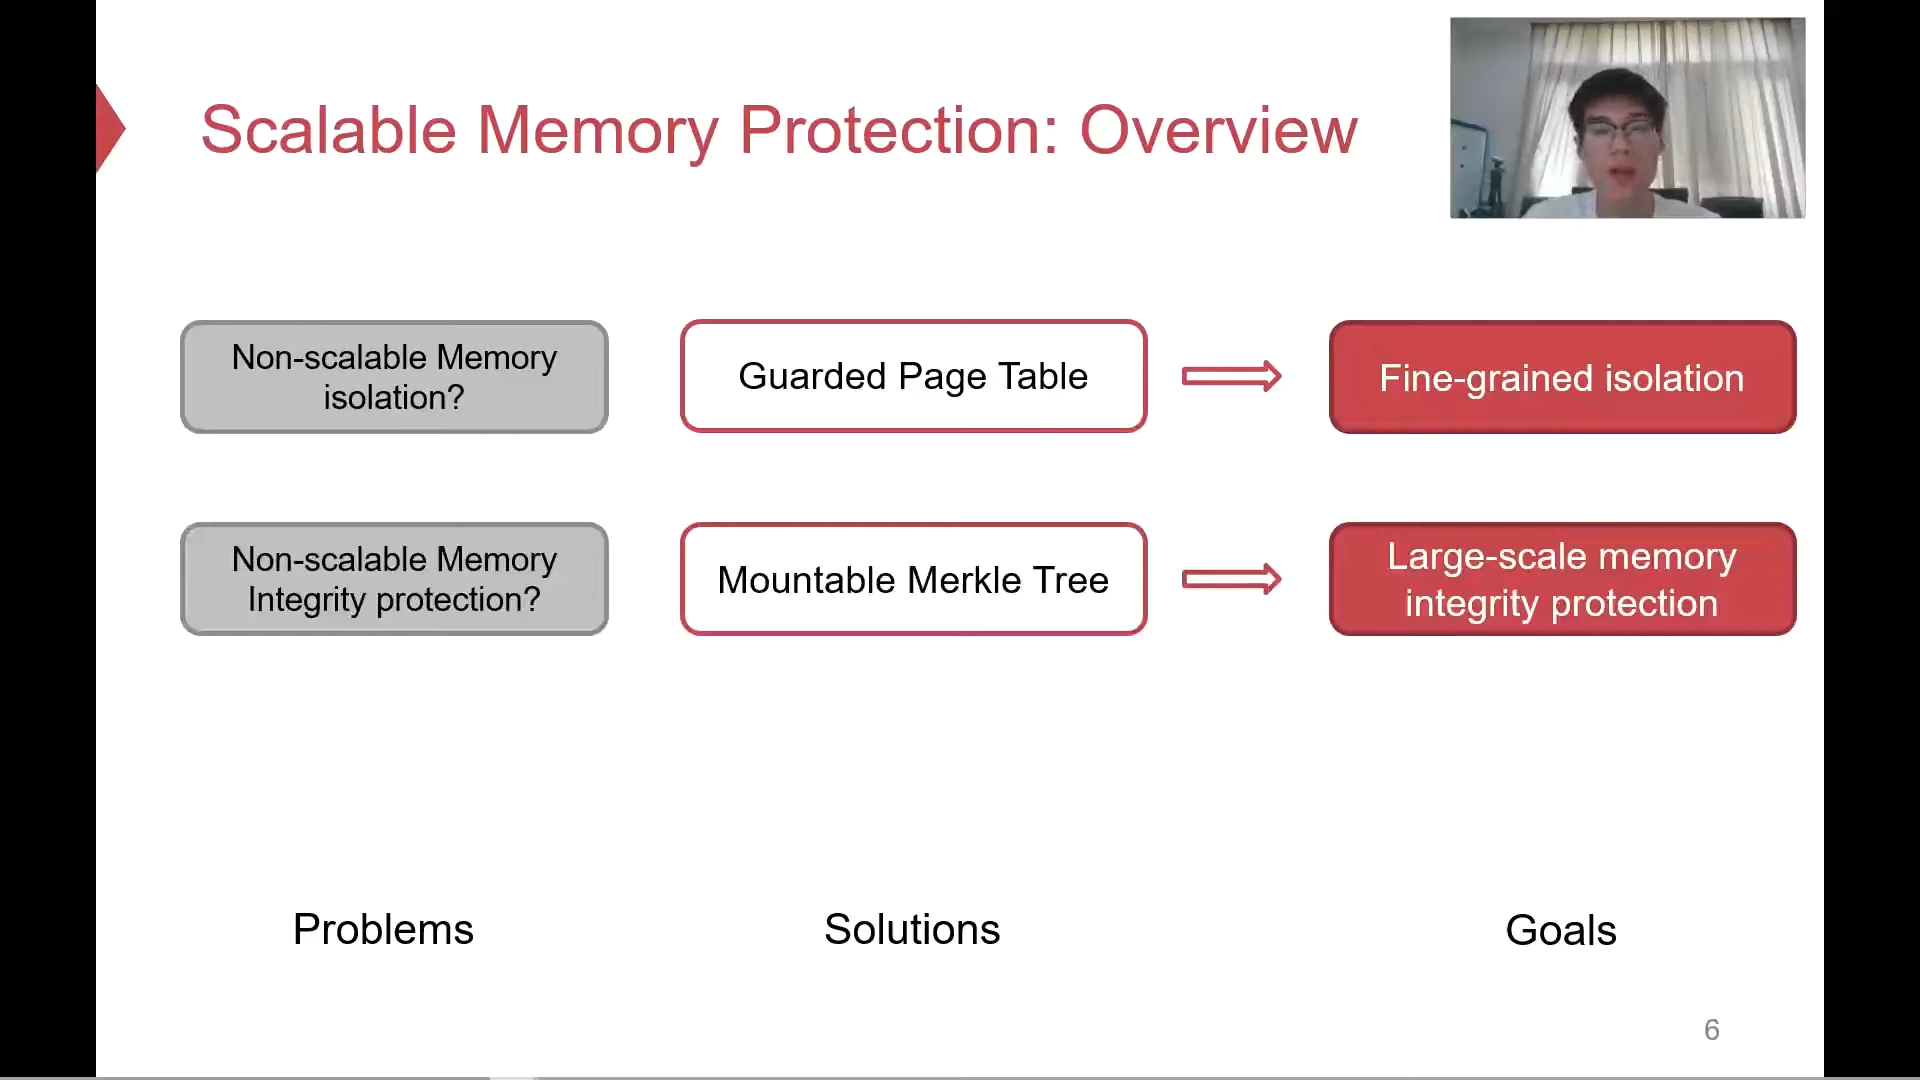 Scalable Memory Protection: Overview
Non-scalable Memory
isolation?
Guarded Page Table
Fine-grained isolation
Non-scalable Memory
Integrity protection?
Mountable Merkle Tree
Large-scale memory
integrity protection
Problems
Solutions
Goals
6